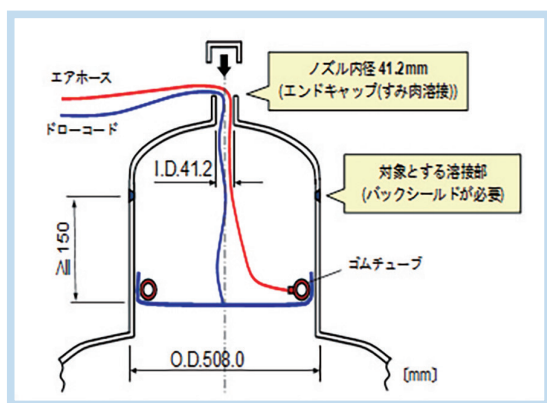 エアホース
ドローコード
ノズル内径 41.2mm
(エンドキャップ(すみ肉溶接))
I.D.41.2
対象とする溶接部
(バックシールドが必要)
≧150
ゴムチューブ
O.D.508.0
[mm]